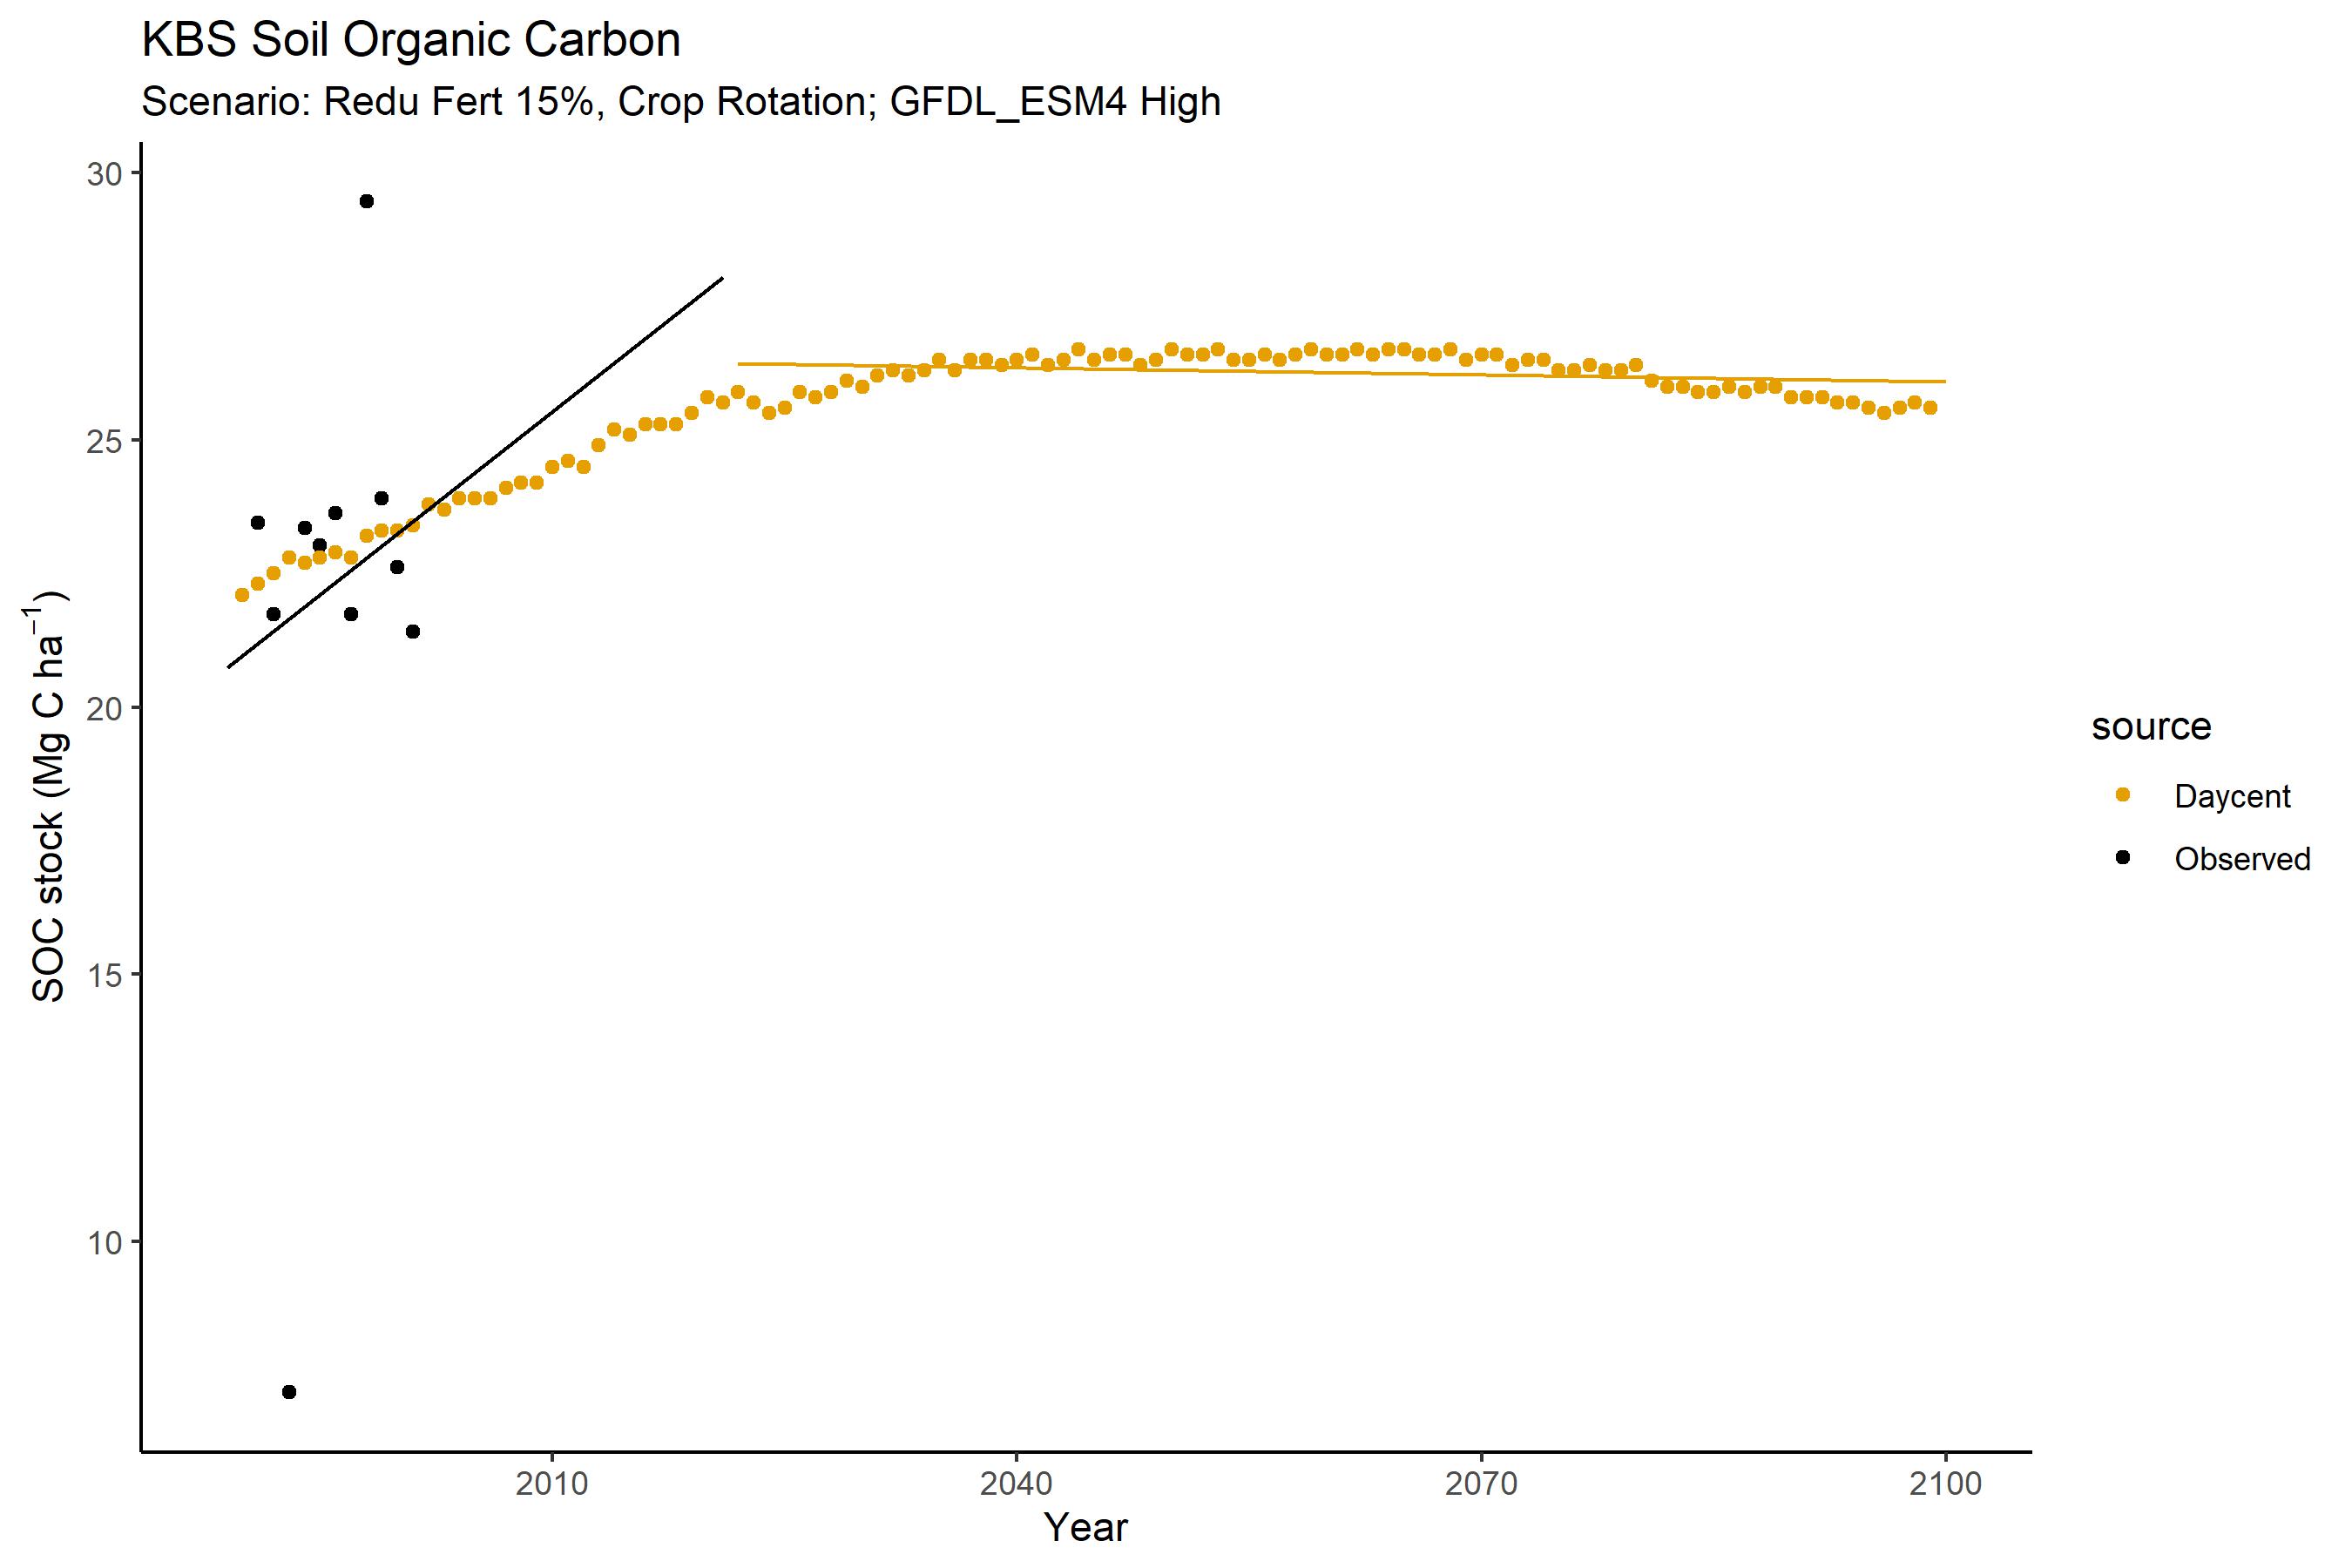 KBS Soil Organic Carbon
Scenario: Redu Fert 15%, Crop Rotation; GFDL_ESM4 High
30
25
20
15
10
SOC stock (Mg C ha⁻¹)
2010 2040 2070 2100
Year
source
Daycent
Observed